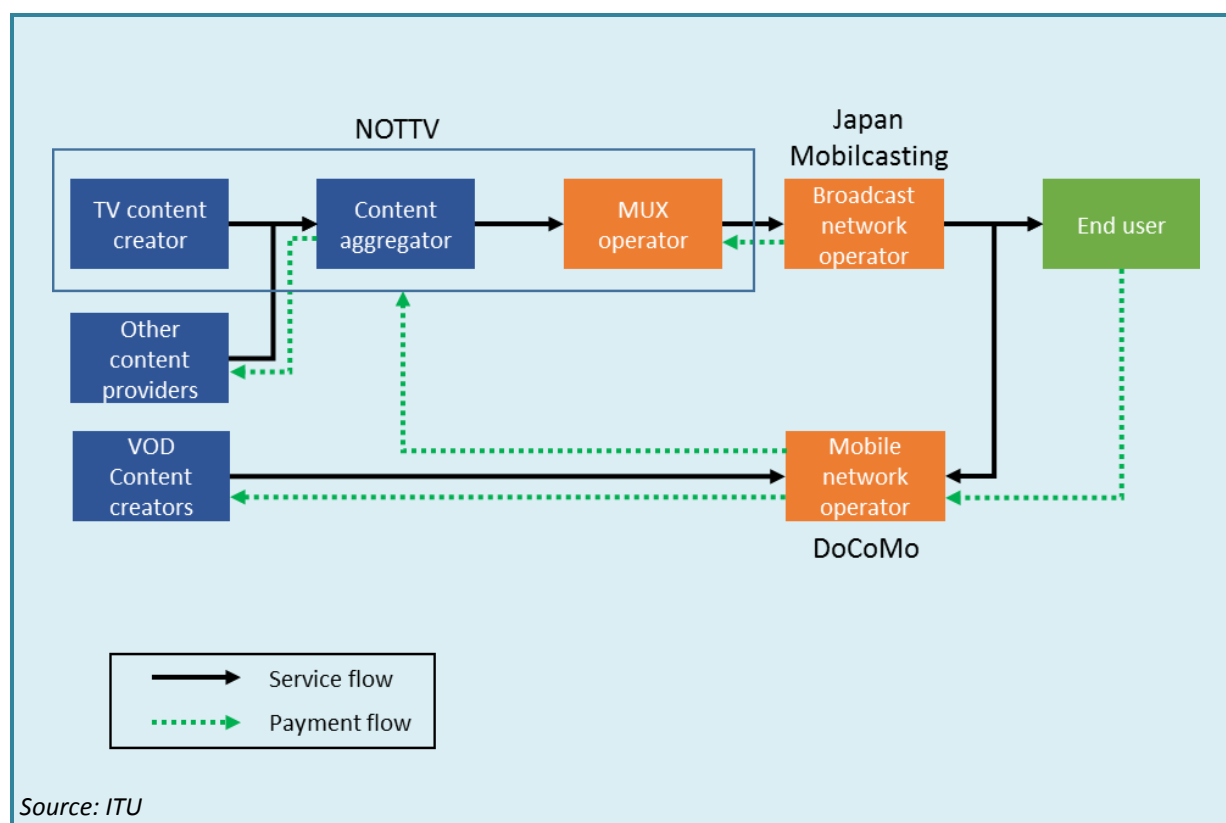 NOTTV
Japan
Mobilcasting
TV content
creator
Content
aggregator
MUX
operator
Broadcast
network
operator
End user
Other
content
providers
VOD
Content
creators
Mobile
network
operator
DoCoMo
Service flow
Payment flow
Source: ITU